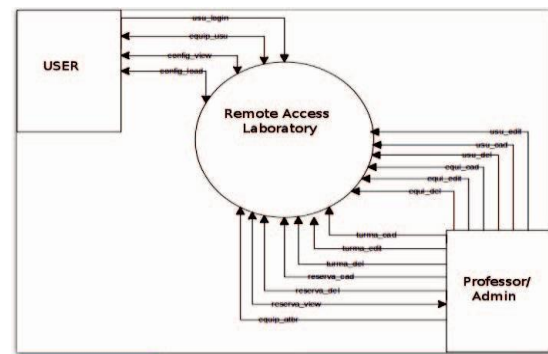 usu_login
equip_usu
config_view
config_load
USER
Remote Access
Laboratory
usu_edit
usu_cad
usu_del
equi_cad
equi_edit
equi_del
turma_cad
turma_edit
turma_del
reserva_cad
reserva_del
reserva_view
equip_atbr
Professor/
Admin